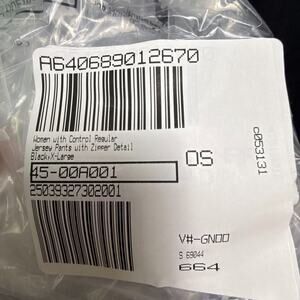 A640689012670
Women with Control Regular
Jersey Pants with Zipper Detail
Black,X-Large
OS
45-00A001
25039327302001
c053131
V#-GN00
S 69044
664